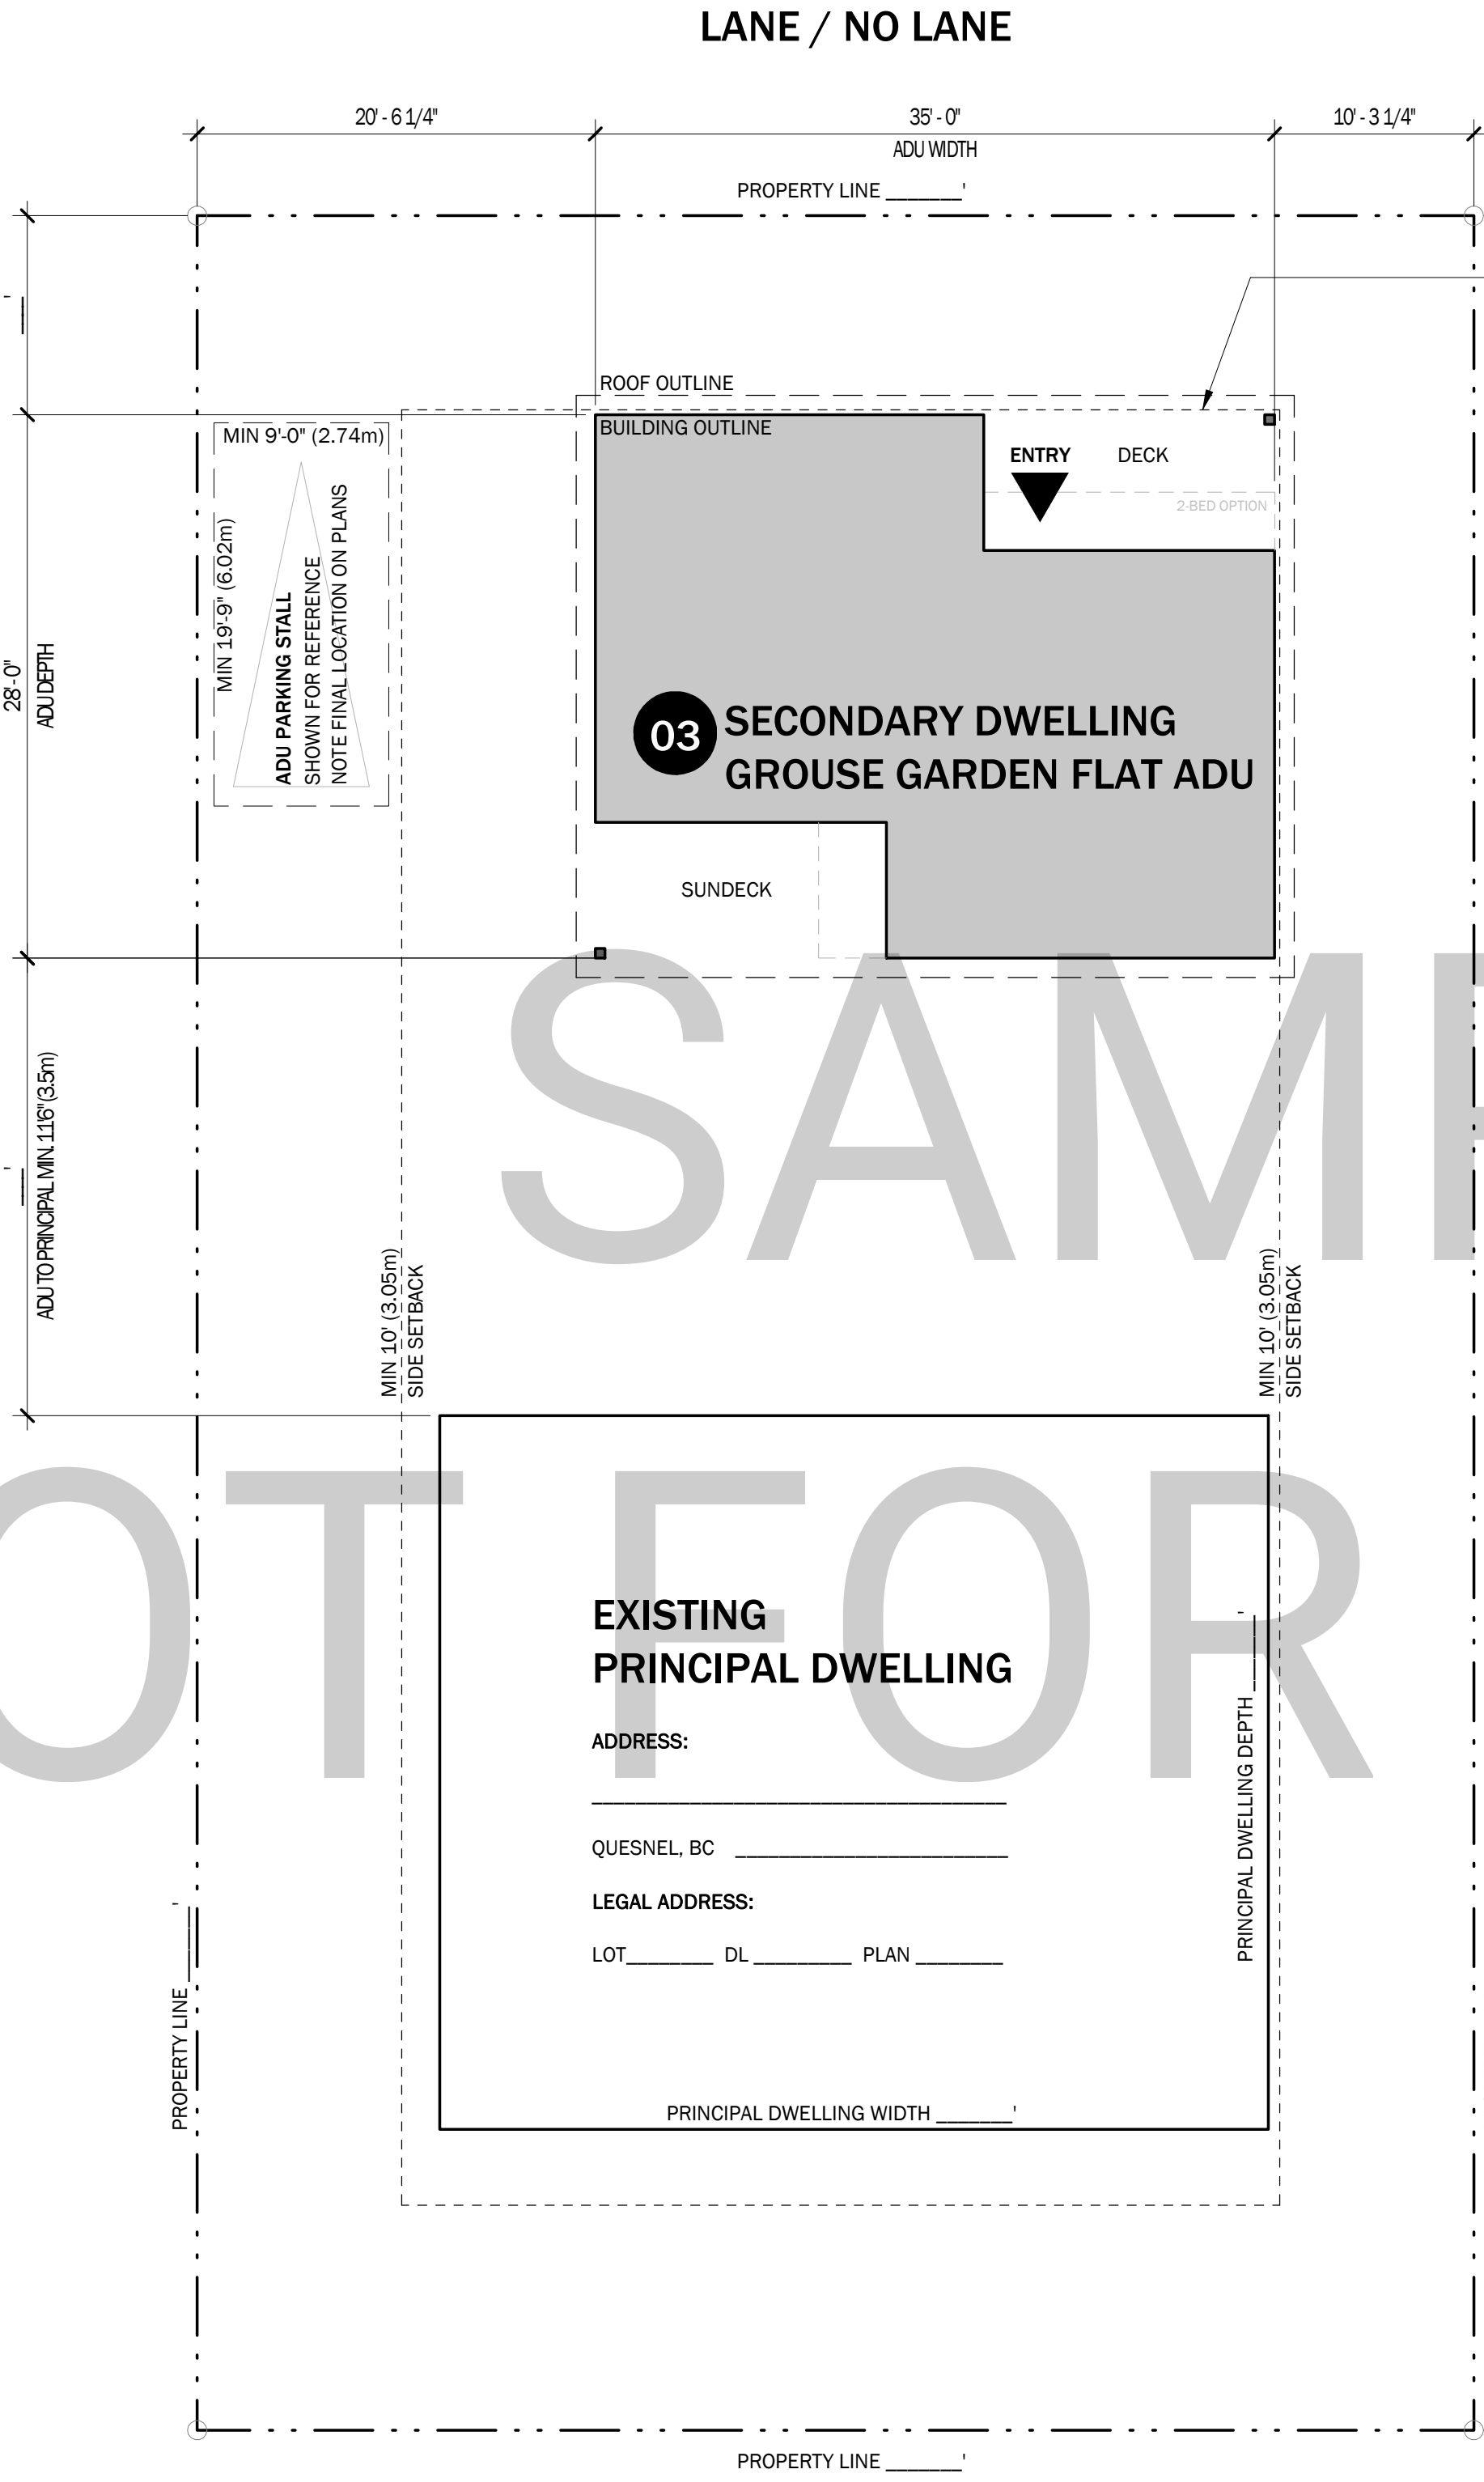 LANE / NO LANE
20' - 6 1/4"
35' - 0"
10' - 3 1/4"
ADU WIDTH
PROPERTY LINE _______'
____'
ROOF OUTLINE
BUILDING OUTLINE
MIN 9'-0" (2.74m)
MIN 19'-9" (6.02m)
ADU PARKING STALL
SHOWN FOR REFERENCE
NOTE FINAL LOCATION ON PLANS
ENTRY
DECK
2-BED OPTION
28'- 0"
ADU DEPTH
03
SECONDARY DWELLING
GROUSE GARDEN FLAT ADU
SUNDECK
____'
ADU TO PRINCIPAL MIN. 11'6" (3.5m)
MIN 10' (3.05m)
SIDE SETBACK
MIN 10' (3.05m)
SIDE SETBACK
EXISTING
PRINCIPAL DWELLING
ADDRESS:
QUESNEL, BC ______________________
LEGAL ADDRESS:
LOT________ DL _________ PLAN ________
PRINCIPAL DWELLING DEPTH _______'
PROPERTY LINE _______'
PRINCIPAL DWELLING WIDTH _______'
PROPERTY LINE _______'
FOR